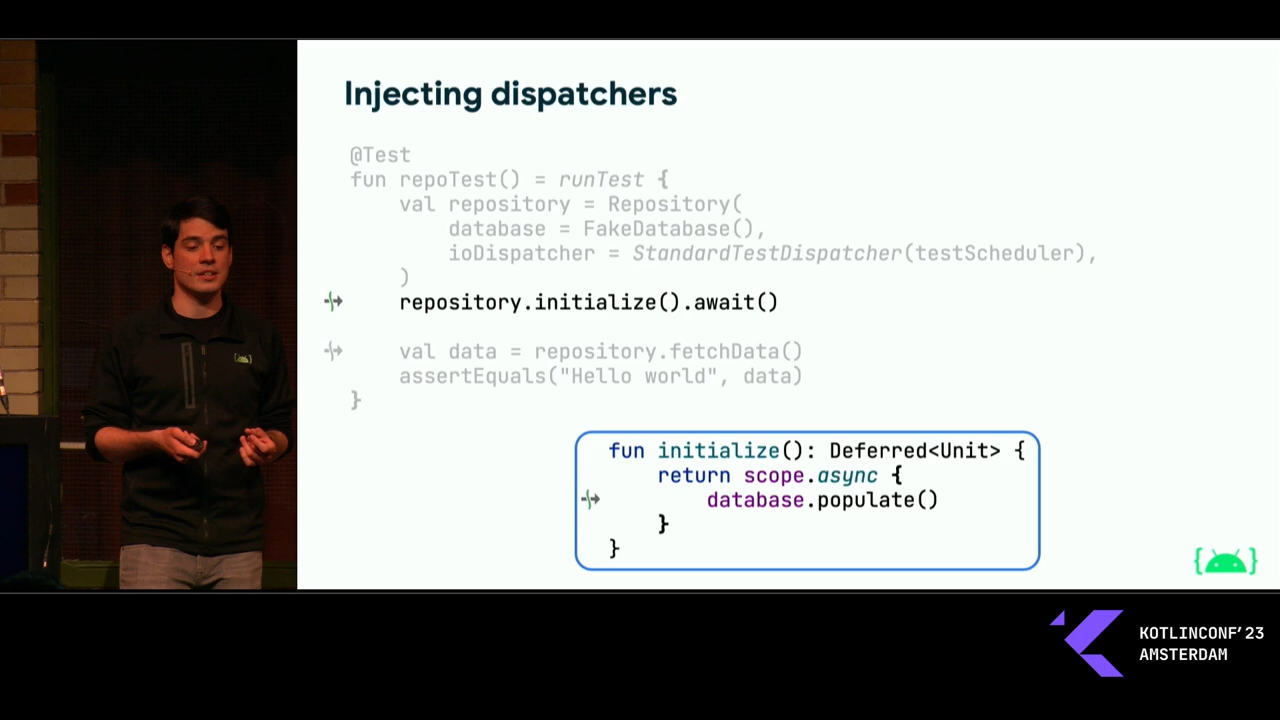 Injecting dispatchers
@Test
fun repoTest() = runTest {
    val repository = Repository(
        database = FakeDatabase(),
        ioDispatcher = StandardTestDispatcher(testScheduler),
    )
    repository.initialize().await()
    val data = repository.fetchData()
    assertEquals("Hello world", data)
}
fun initialize(): Deferred<Unit> {
    return scope.async {
        database.populate()
    }
}
{ }
KOTLINCONF'23
AMSTERDAM